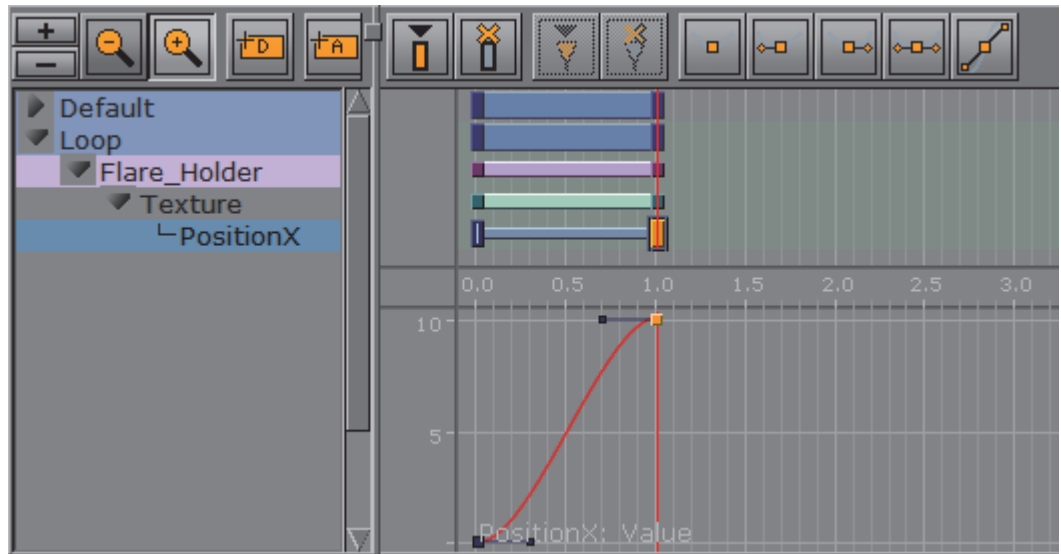 +
D
A
−
Default
Loop
Flare_Holder
Texture
PositionX
0.0 0.5 1.0 1.5 2.0 2.5 3.0
10
5
PositionX: Value